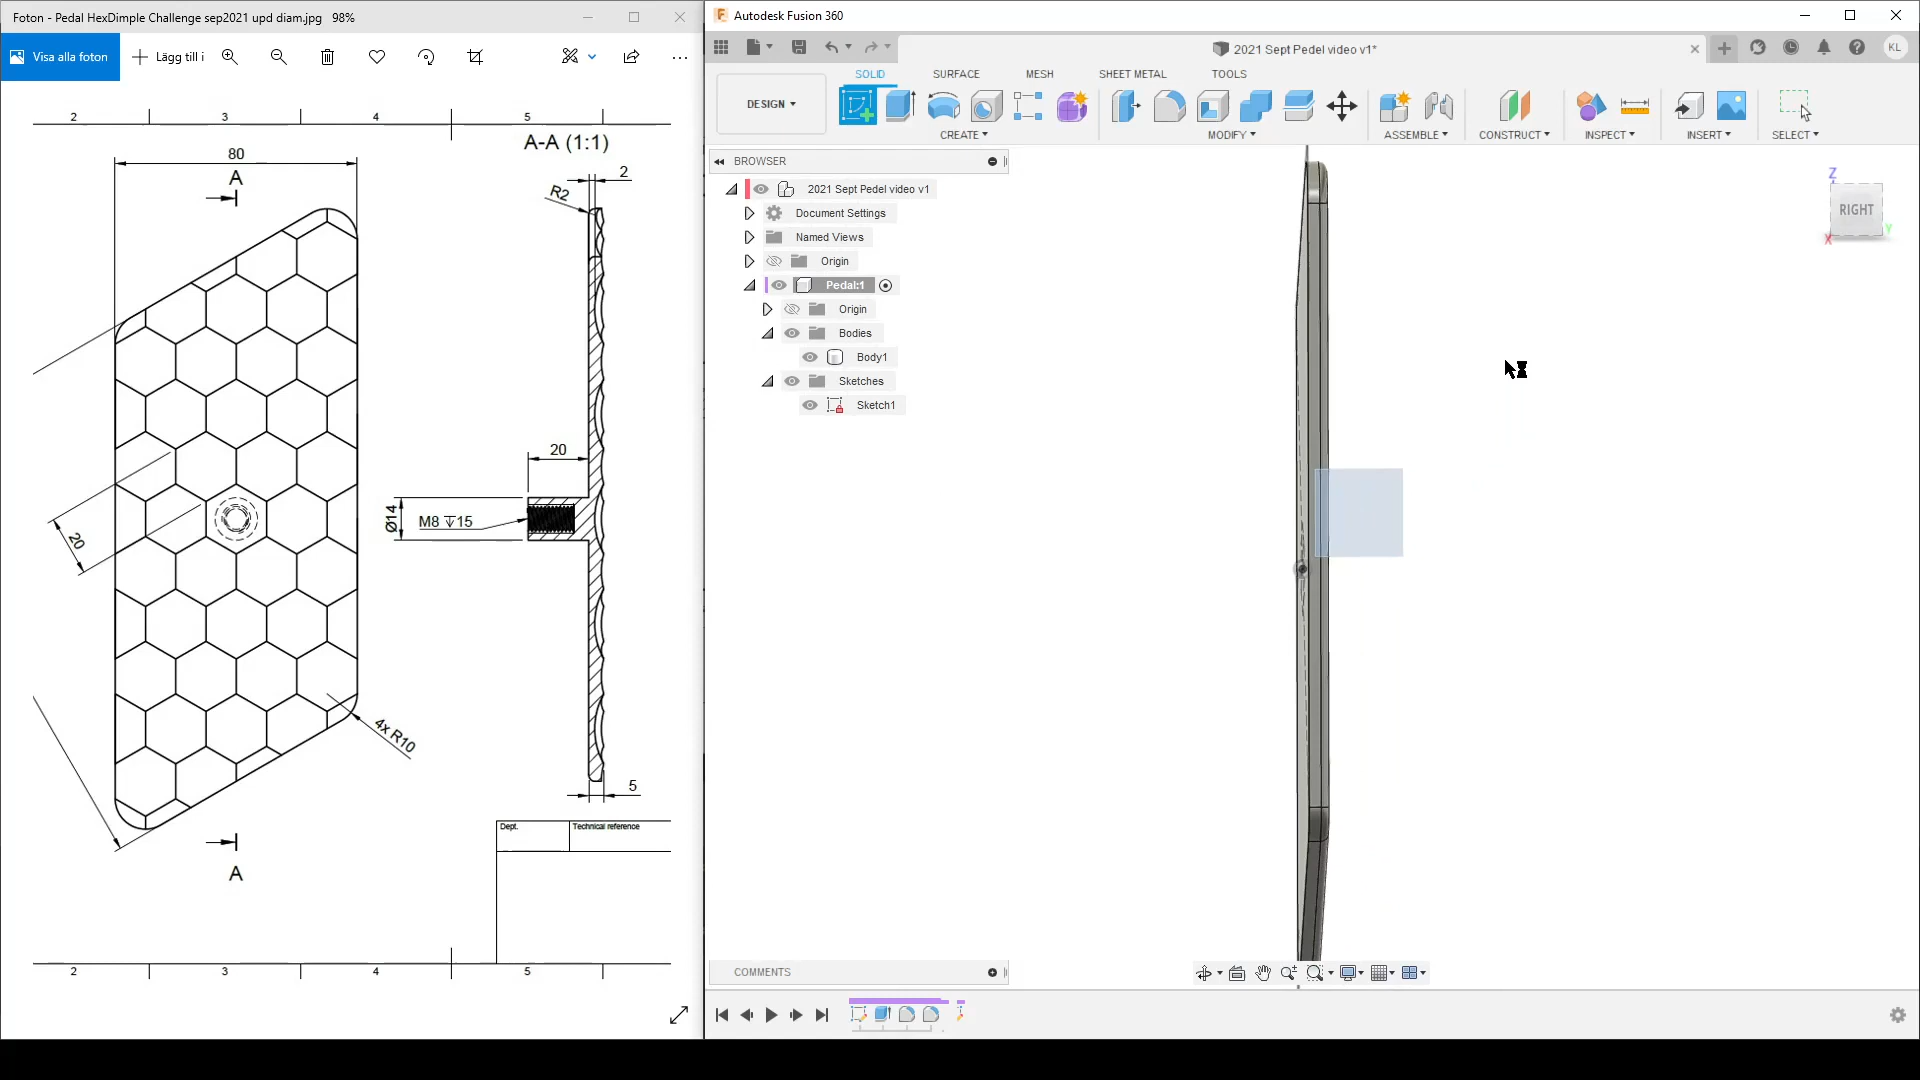 Foton - Pedal HexDimple Challenge sep2021 upd diam.jpg 98%
Visa alla foton
Lägg till i
2 3 4 5
A-A (1:1)
80
A
2
R2
20
Ø14
M8 ↧15
20
4x R10
5
A
Dept. Technical reference
2 3 4 5
Autodesk Fusion 360
2021 Sept Pedel video v1*
KL
SOLID SURFACE MESH SHEET METAL TOOLS
DESIGN
CREATE MODIFY ASSEMBLE CONSTRUCT INSPECT INSERT SELECT
BROWSER
2021 Sept Pedel video v1
Document Settings
Named Views
Origin
Pedal:1
Origin
Bodies
Body1
Sketches
Sketch1
Z
RIGHT
X
Y
COMMENTS